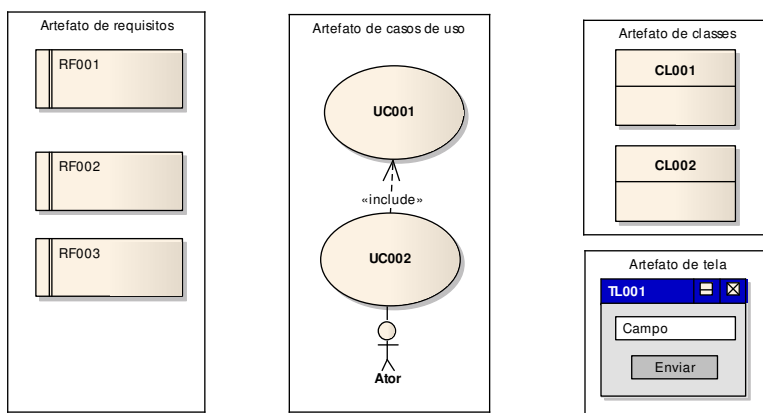 Artefato de requisitos
RF001
RF002
RF003
Artefato de casos de uso
UC001
«include»
UC002
Ator
Artefato de classes
CL001
CL002
Artefato de tela
TL001
Campo
Enviar